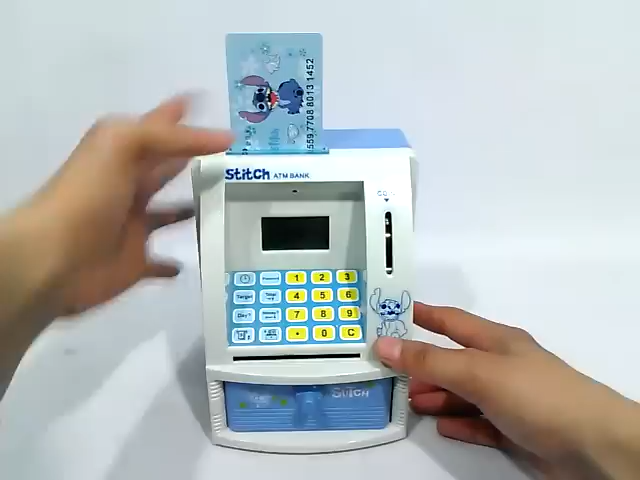 559 7708 8013 1452
Stitch ATM BANK
COIN
1 2 3
Target 4 5 6
7 8 9
* 0 C
Stitch